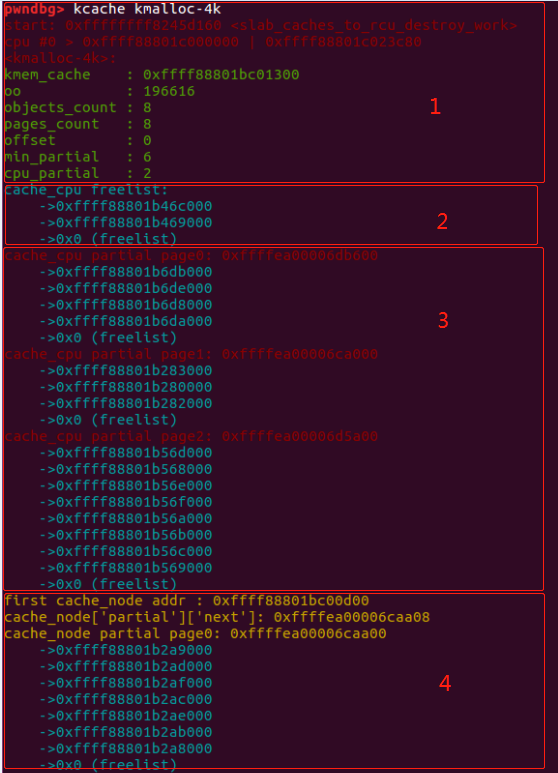 pwndbg> kcache kmalloc-4k
start: 0xffffffff8245d160 <slab_caches_to_rcu_destroy_work>
cpu #0 > 0xffff88801c000000 | 0xffff88801c023c80
<kmalloc-4k>:
kmem_cache : 0xffff88801bc01300
oo : 196616
objects_count : 8
pages_count : 8
offset : 0
min_partial : 6
cpu_partial : 2
1
cache_cpu freelist:
->0xffff88801b46c000
->0xffff88801b469000
->0x0 (freelist)
2
cache_cpu partial page0: 0xffffea00006db600
->0xffff88801b6db000
->0xffff88801b6de000
->0xffff88801b6d8000
->0xffff88801b6da000
->0x0 (freelist)
3
cache_cpu partial page1: 0xffffea00006ca000
->0xffff88801b283000
->0xffff88801b280000
->0xffff88801b282000
->0x0 (freelist)
cache_cpu partial page2: 0xffffea00006d5a00
->0xffff88801b56d000
->0xffff88801b568000
->0xffff88801b56e000
->0xffff88801b56f000
->0xffff88801b56a000
->0xffff88801b56b000
->0xffff88801b56c000
->0xffff88801b569000
->0x0 (freelist)
first cache_node addr : 0xffff88801bc00d00
cache_node['partial']['next']: 0xffffea00006caa08
cache_node partial page0: 0xffffea00006caa00
->0xffff88801b2a9000
->0xffff88801b2ad000
->0xffff88801b2af000
->0xffff88801b2ac000
->0xffff88801b2ae000
->0xffff88801b2ab000
->0xffff88801b2a8000
->0x0 (freelist)
4